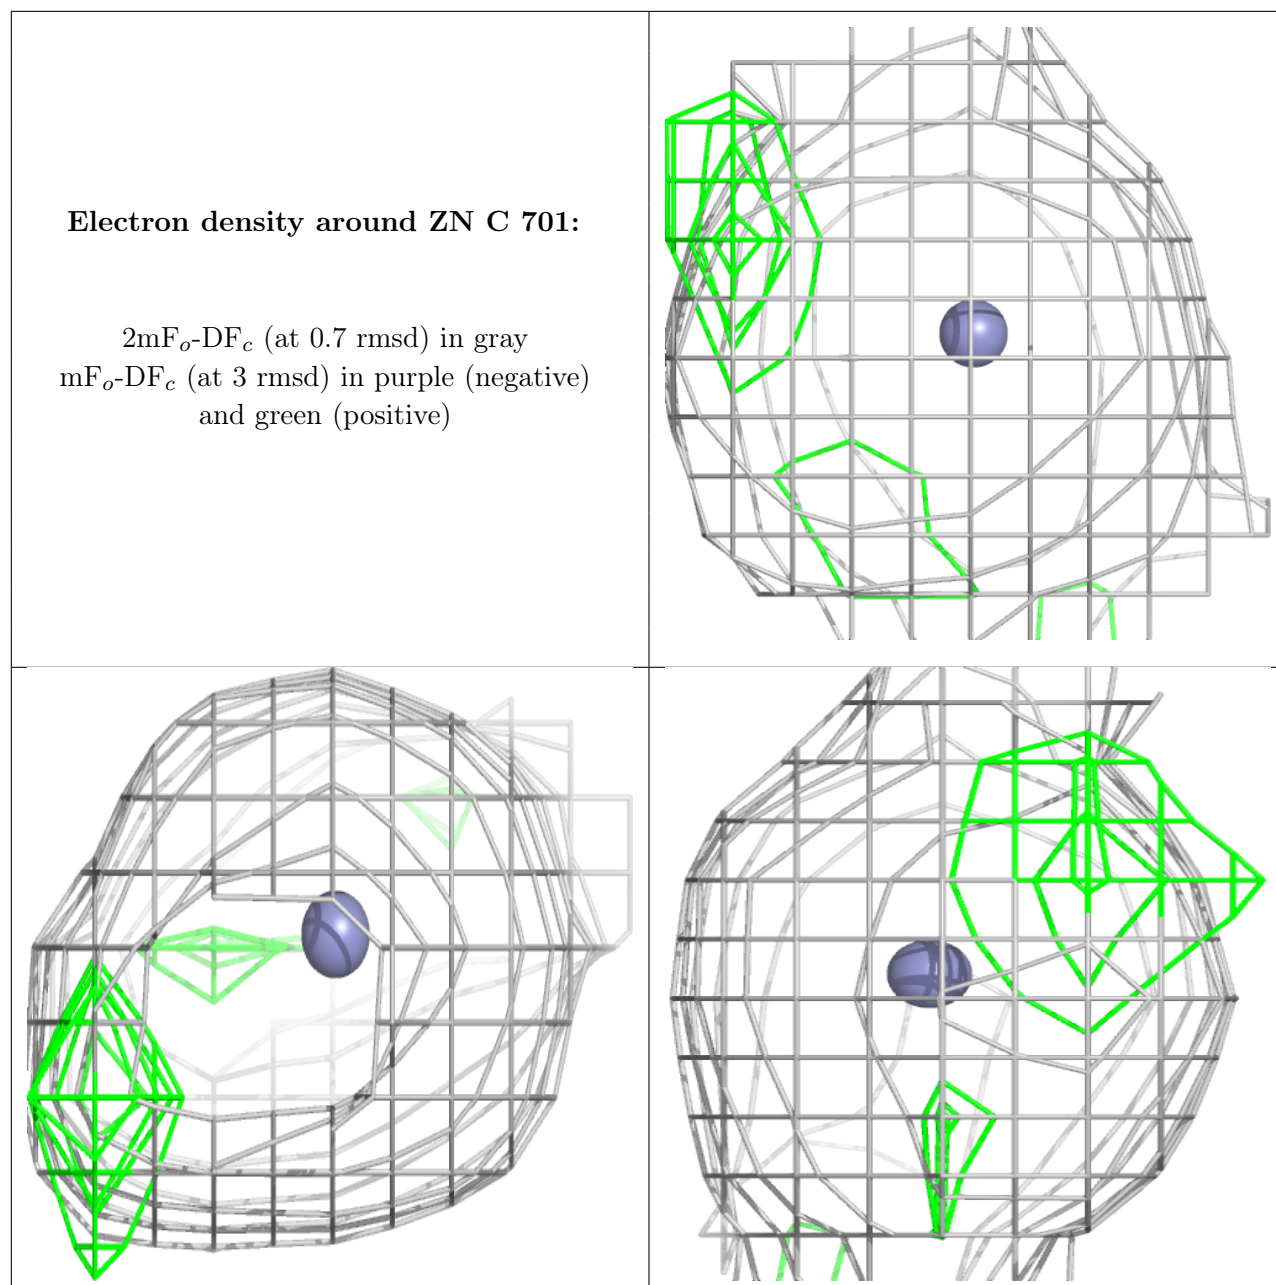 Electron density around ZN C 701:
2mFo-DFc (at 0.7 rmsd) in gray
mFo-DFc (at 3 rmsd) in purple (negative)
and green (positive)